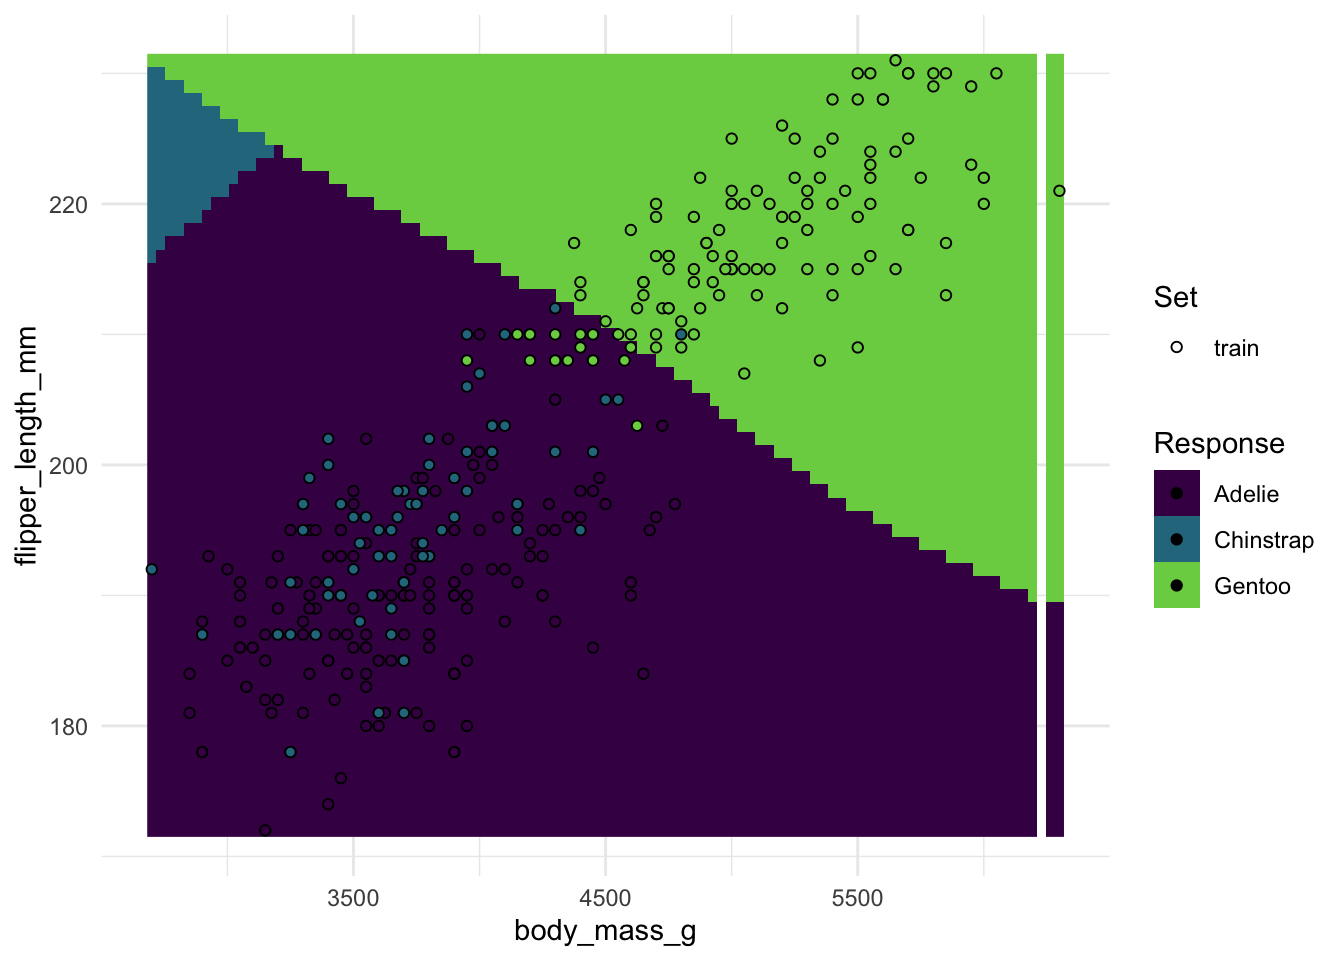 flipper_length_mm
220
200
180
3500 4500 5500
body_mass_g
Set
train
Response
Adelie
Chinstrap
Gentoo